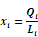 xᵢ = Qᵢ/Lᵢ